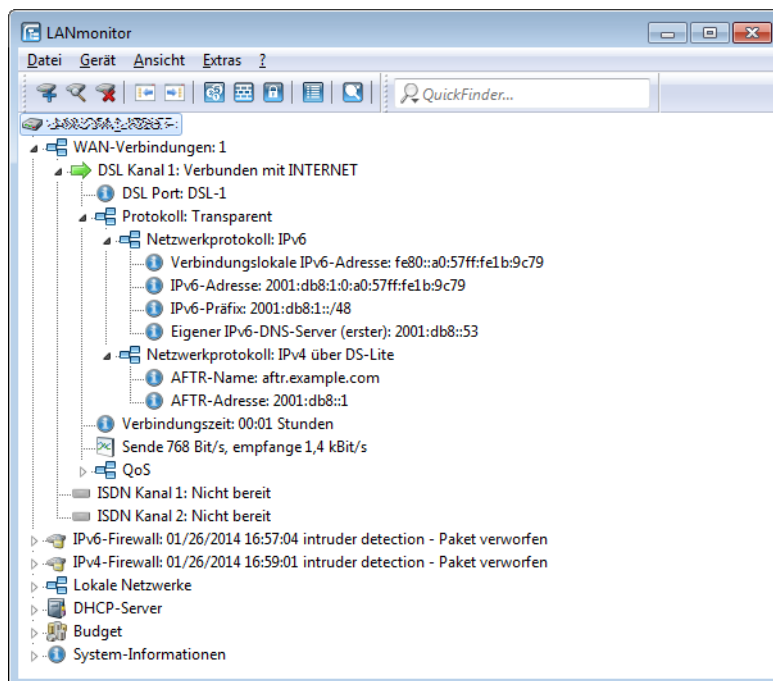 LANmonitor
Datei Gerät Ansicht Extras ?
QuickFinder...
WAN-Verbindungen: 1
DSL Kanal 1: Verbunden mit INTERNET
DSL Port: DSL-1
Protokoll: Transparent
Netzwerkprotokoll: IPv6
Verbindungslokale IPv6-Adresse: fe80::a0:57ff:fe1b:9c79
IPv6-Adresse: 2001:db8:1:0:a0:57ff:fe1b:9c79
IPv6-Präfix: 2001:db8:1::/48
Eigener IPv6-DNS-Server (erster): 2001:db8::53
Netzwerkprotokoll: IPv4 über DS-Lite
AFTR-Name: aftr.example.com
AFTR-Adresse: 2001:db8::1
Verbindungszeit: 00:01 Stunden
Sende 768 Bit/s, empfange 1,4 kBit/s
QoS
ISDN Kanal 1: Nicht bereit
ISDN Kanal 2: Nicht bereit
IPv6-Firewall: 01/26/2014 16:57:04 intruder detection - Paket verworfen
IPv4-Firewall: 01/26/2014 16:59:01 intruder detection - Paket verworfen
Lokale Netzwerke
DHCP-Server
Budget
System-Informationen